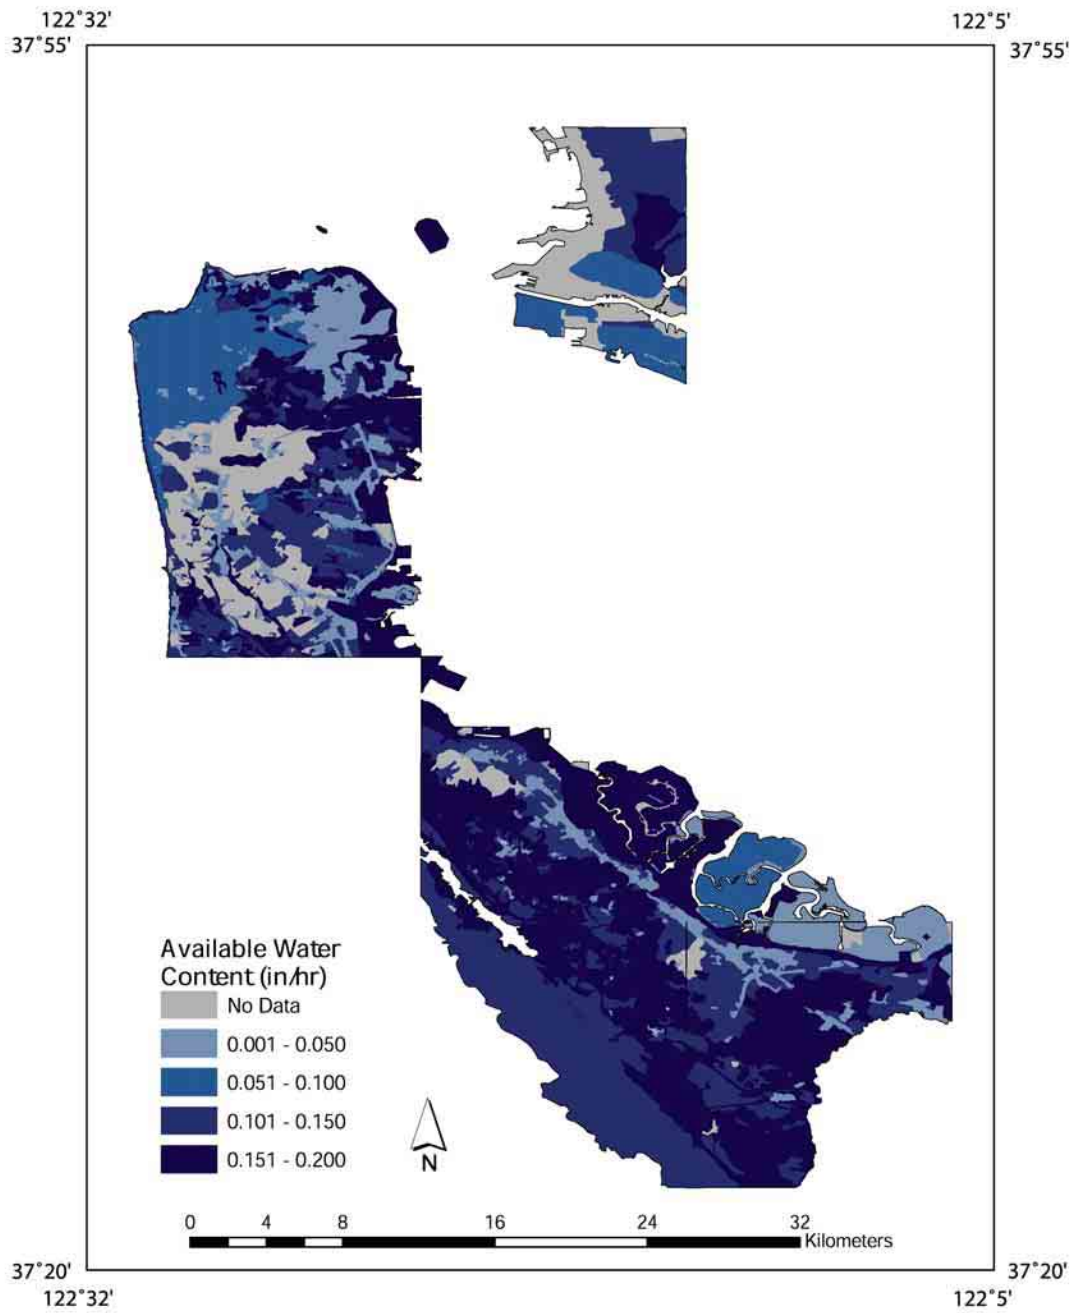 122˚32' 122˚5'
37˚55' 37˚55'
Available Water
Content (in/hr)
No Data
0.001 - 0.050
0.051 - 0.100
0.101 - 0.150
0.151 - 0.200
N
0 4 8 16 24 32
Kilometers
37˚20' 37˚20'
122˚32' 122˚5'